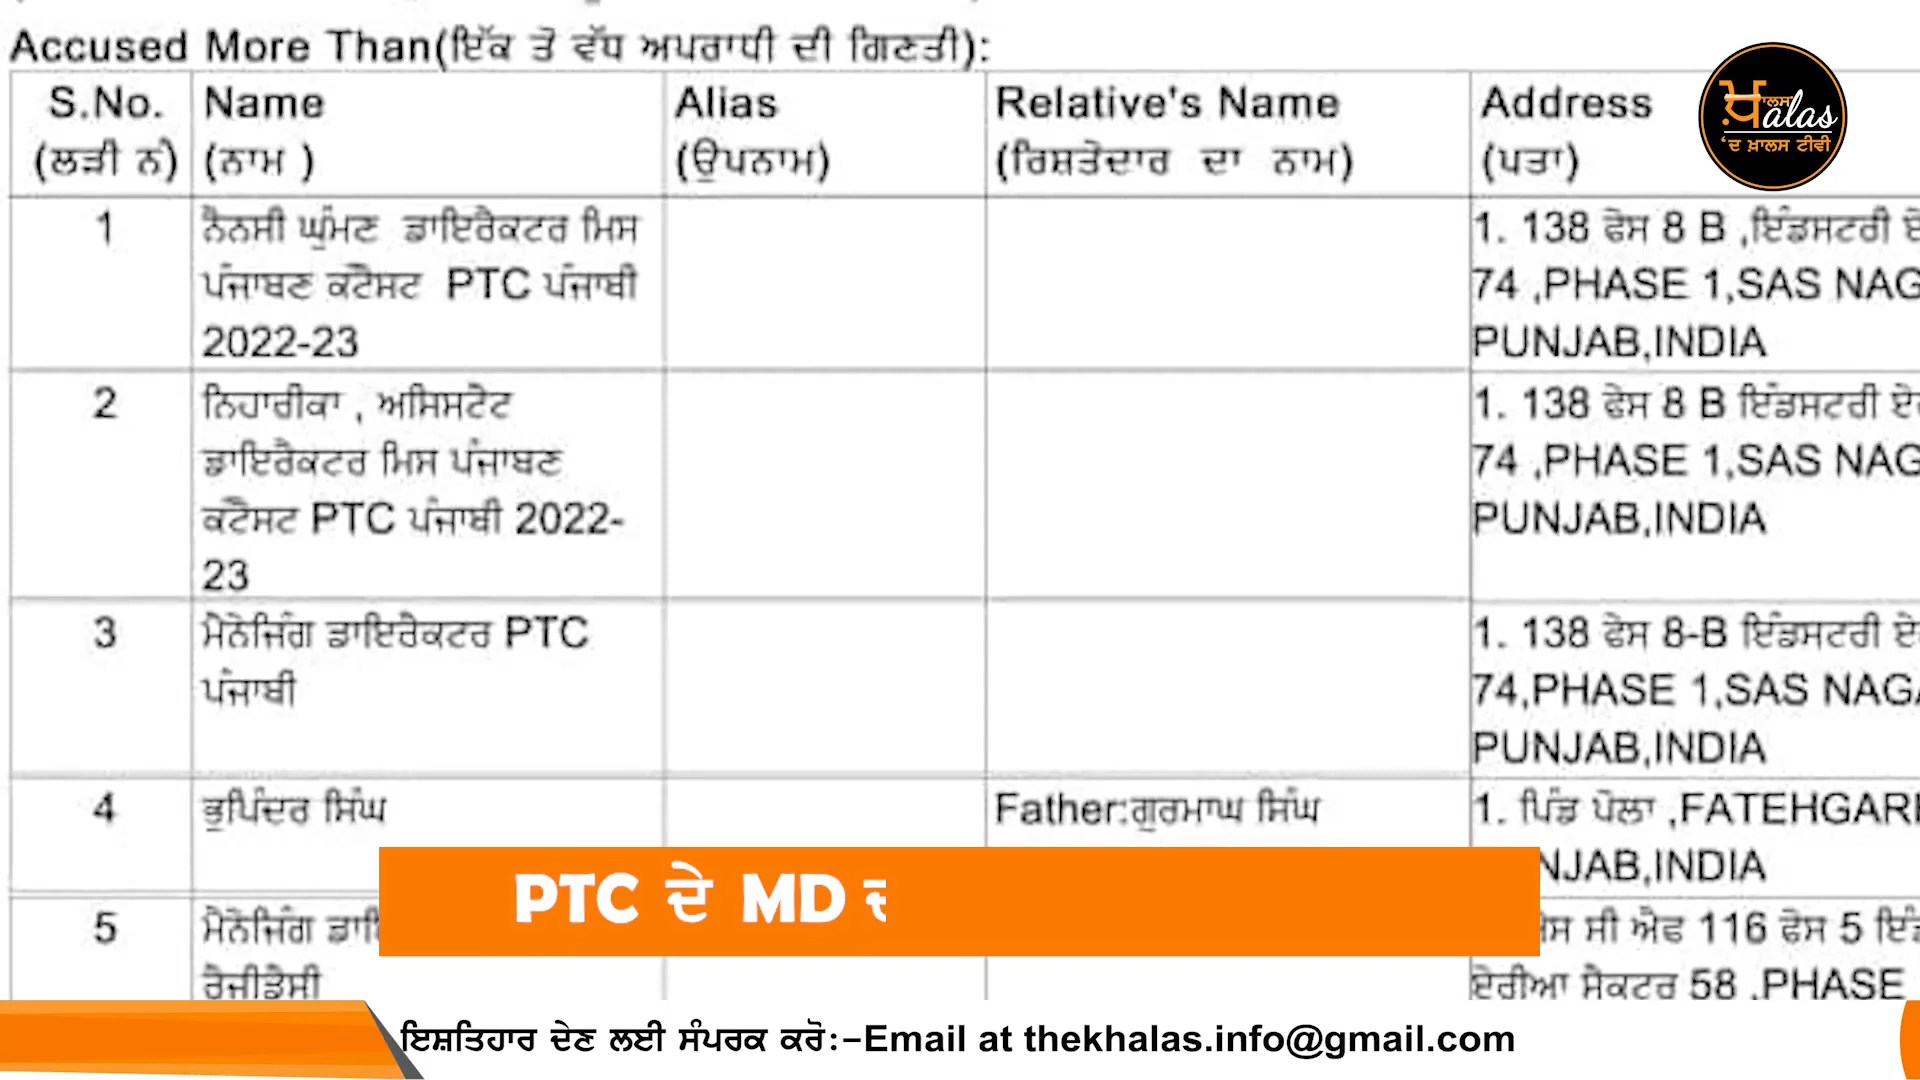 Accused More Than(ਇੱਕ ਤੋਂ ਵੱਧ ਅਪਰਾਧੀ ਦੀ ਗਿਣਤੀ):
S.No. Name Alias Relative's Name Address
(ਲੜੀ ਨੰ) (ਨਾਮ ) (ਉਪਨਾਮ) (ਰਿਸ਼ਤੇਦਾਰ ਦਾ ਨਾਮ) (ਪਤਾ)
ਖ਼ਾਲਸ alas
'ਦ ਖ਼ਾਲਸ ਟੀਵੀ
1 ਨੈਨਸੀ ਘੁੰਮਣ ਡਾਇਰੈਕਟਰ ਮਿਸ 1. 138 ਫੇਸ 8 B ,ਇੰਡਸਟਰੀ
ਪੰਜਾਬਣ ਕਟੈਸਟ PTC ਪੰਜਾਬੀ 74 ,PHASE 1,SAS NAG
2022-23 PUNJAB,INDIA
2 ਨਿਹਾਰੀਕਾ , ਅਸਿਸਟੈਟ 1. 138 ਫੇਸ 8 B ਇੰਡਸਟਰੀ
ਡਾਇਰੈਕਟਰ ਮਿਸ ਪੰਜਾਬਣ 74 ,PHASE 1,SAS NAG
ਕਟੈਸਟ PTC ਪੰਜਾਬੀ 2022- PUNJAB,INDIA
23
3 ਮੈਨੇਜਿੰਗ ਡਾਇਰੈਕਟਰ PTC 1. 138 ਫੇਸ 8-B ਇੰਡਸਟਰੀ
ਪੰਜਾਬੀ 74,PHASE 1,SAS NAGA
PUNJAB,INDIA
4 ਭੁਪਿੰਦਰ ਸਿੰਘ Father:ਗੁਰਮਾਘ ਸਿੰਘ 1. ਪਿੰਡ ਪੋਲਾ ,FATEHGAR
NJAB,INDIA
PTC ਦੇ MD
5 ਮੈਨੇਜਿੰਗ ਸੀ ਐਫ 116 ਫੇਸ 5
ਰੈਜੀਡੈਸੀ ਏਰੀਆ ਸੈਕਟਰ 58 ,PHASE
ਇਸ਼ਤਿਹਾਰ ਦੇਣ ਲਈ ਸੰਪਰਕ ਕਰੋ:-Email at thekhalas.info@gmail.com